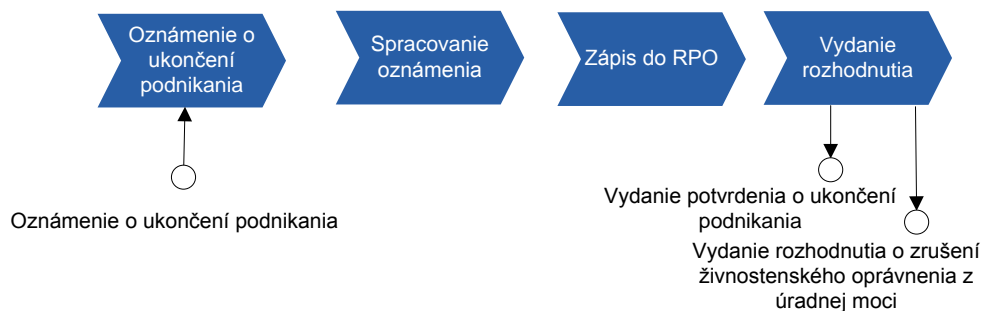 Oznámenie o
ukončení
podnikania
Spracovanie
oznámenia
Zápis do RPO
Vydanie
rozhodnutia
Oznámenie o ukončení podnikania
Vydanie potvrdenia o ukončení
podnikania
Vydanie rozhodnutia o zrušení
živnostenského oprávnenia z
úradnej moci